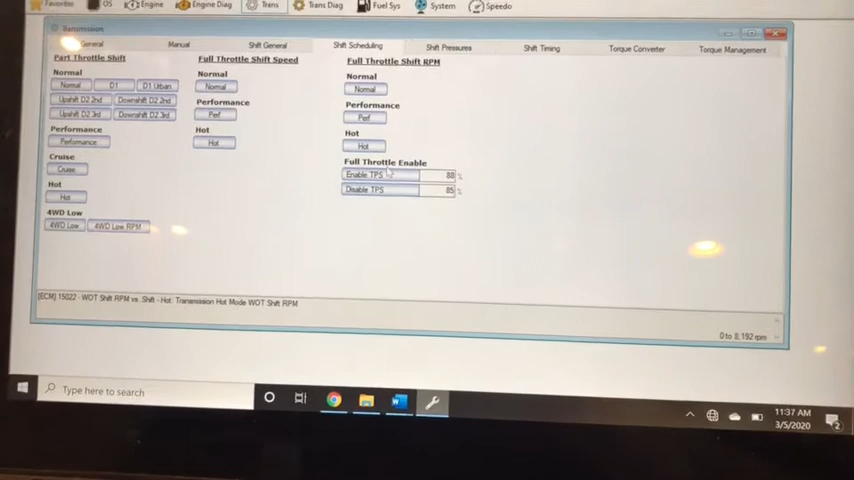 Favorites OS Engine Engine Diag Trans Trans Diag Fuel Sys System Speedo
Transmission
General Manual Shift General Shift Scheduling Shift Pressures Shift Timing Torque Converter Torque Management
Part Throttle Shift
Normal
Normal D1 D1 Urban
Upshift D2 2nd Downshift D2 2nd
Upshift D2 3rd Downshift D2 3rd
Performance
Performance
Cruise
Cruise
Hot
Hot
4WD Low
4WD Low 4WD Low RPM
Full Throttle Shift Speed
Normal
Normal
Performance
Perf
Hot
Hot
Full Throttle Shift RPM
Normal
Normal
Performance
Perf
Hot
Hot
Full Throttle Enable
Enable TPS 88 %
Disable TPS 85 %
[ECM] 15022 - WOT Shift RPM vs. Shift - Hot: Transmission Hot Mode WOT Shift RPM
0 to 8,192 rpm
Type here to search
11:37 AM
3/5/2020
2